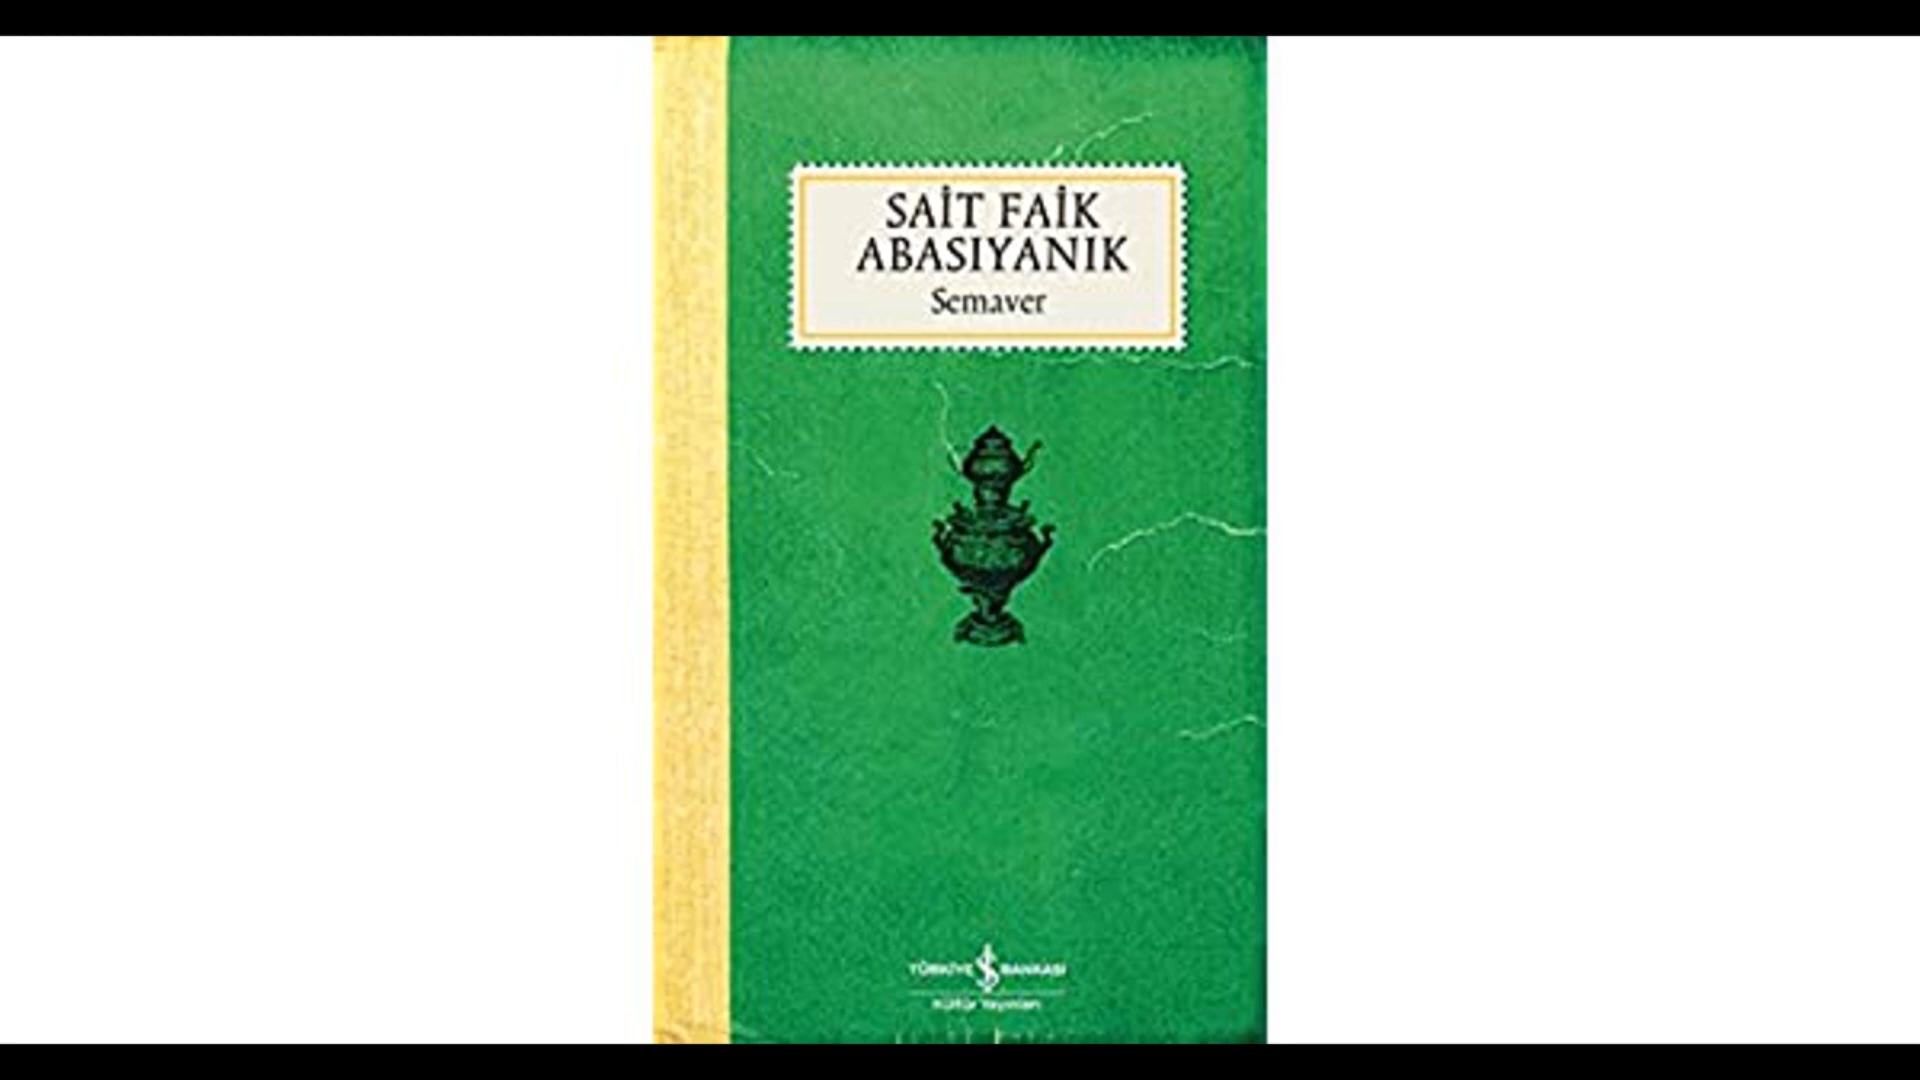 SAİT FAİK
ABASIYANIK
Semaver
TÜRKİYE İŞ BANKASI
Kültür Yayınları